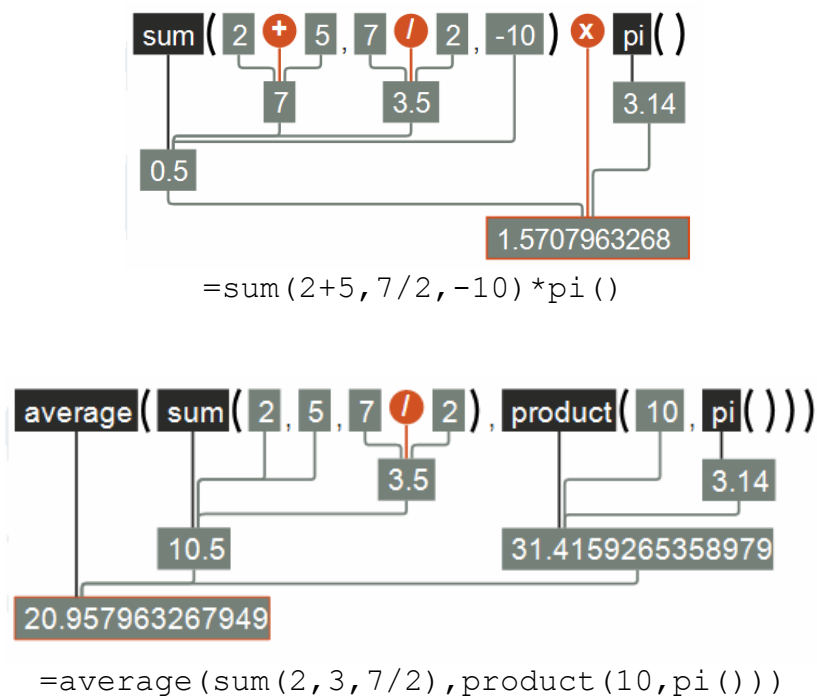 sum ( 2 + 5 , 7 / 2 , -10 ) x pi ( )
7 3.5 3.14
0.5
1.5707963268
=sum(2+5,7/2,-10)*pi()
average ( sum ( 2 , 5 , 7 / 2 ) , product ( 10 , pi ( ) ) )
3.5 3.14
10.5 31.4159265358979
20.957963267949
=average(sum(2,3,7/2),product(10,pi()))